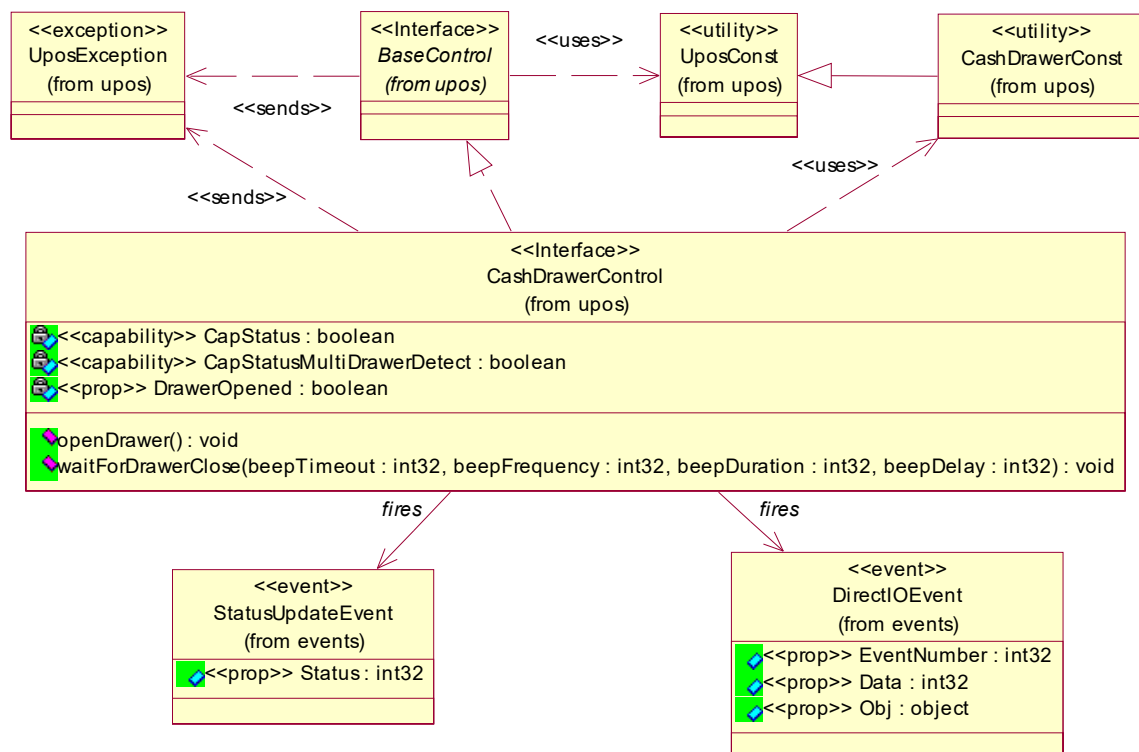 <<exception>>
UposException
(from upos)
<<Interface>>
BaseControl
(from upos)
<<uses>>
<<utility>>
UposConst
(from upos)
<<utility>>
CashDrawerConst
(from upos)
<<sends>>
<<sends>>
<<uses>>
<<Interface>>
CashDrawerControl
(from upos)
<<capability>> CapStatus : boolean
<<capability>> CapStatusMultiDrawerDetect : boolean
<<prop>> DrawerOpened : boolean
openDrawer() : void
waitForDrawerClose(beepTimeout : int32, beepFrequency : int32, beepDuration : int32, beepDelay : int32) : void
fires
fires
<<event>>
StatusUpdateEvent
(from events)
<<prop>> Status : int32
<<event>>
DirectIOEvent
(from events)
<<prop>> EventNumber : int32
<<prop>> Data : int32
<<prop>> Obj : object